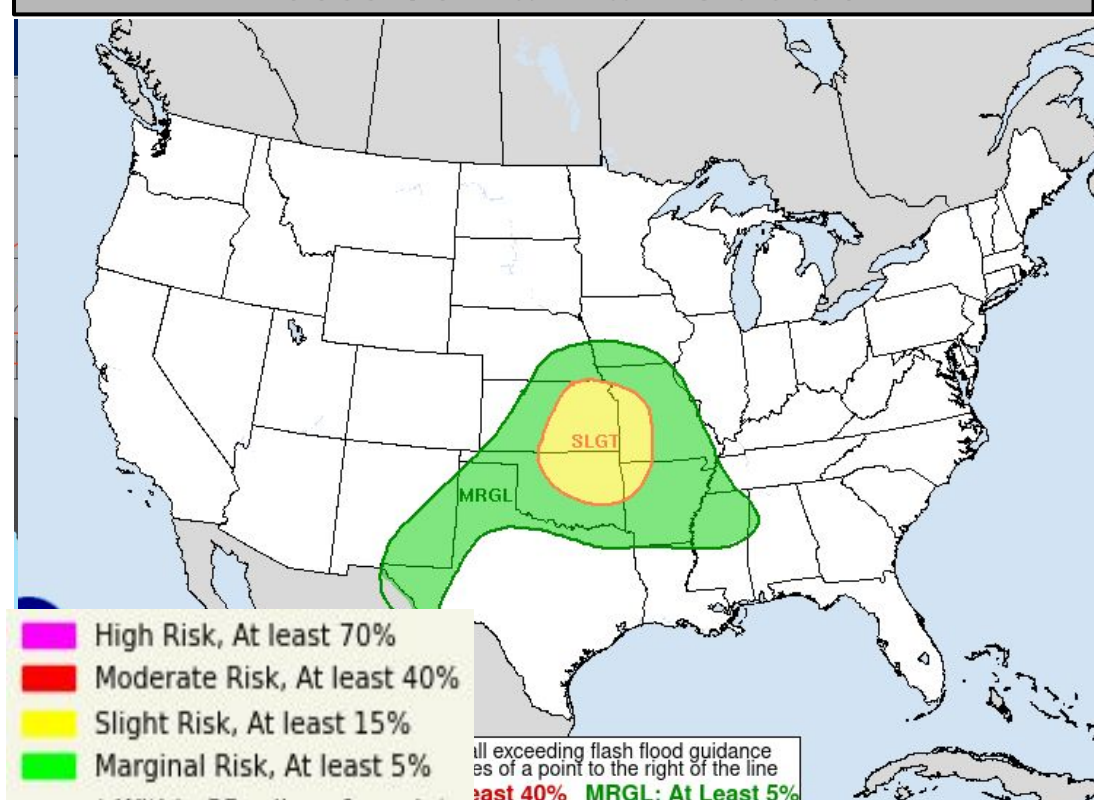 SLGT
MRGL
High Risk, At least 70%
Moderate Risk, At least 40%
Slight Risk, At least 15%
Marginal Risk, At least 5%
all exceeding flash flood guidance
es of a point to the right of the line
east 40% MRGL: At Least 5%